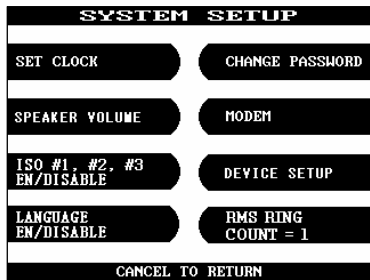 SYSTEM SETUP
SET CLOCK
CHANGE PASSWORD
SPEAKER VOLUME
MODEM
ISO #1, #2, #3
EN/DISABLE
DEVICE SETUP
LANGUAGE
EN/DISABLE
RMS RING
COUNT = 1
CANCEL TO RETURN